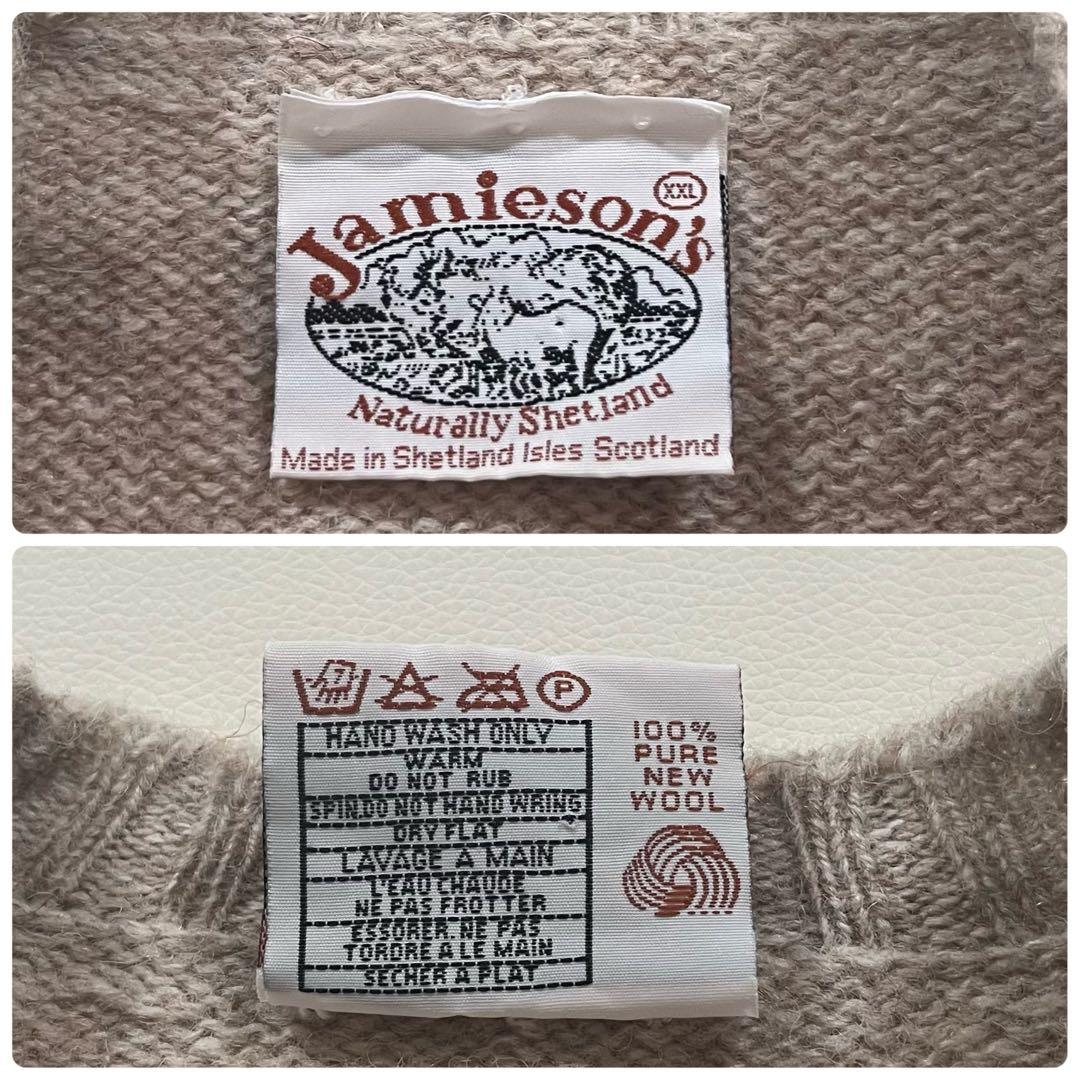 Jamieson's
XXL
Naturally Shetland
Made in Shetland Isles Scotland
7
P
HAND WASH ONLY
WARM
DO NOT RUB
SPIN.DO NOT HAND WRING
DRY FLAT
LAVAGE A MAIN
L'EAU CHAUDE
NE PAS FROTTER
ESSORER.NE PAS
TORDRE A LE MAIN
SECHER A PLAT
100%
PURE
NEW
WOOL